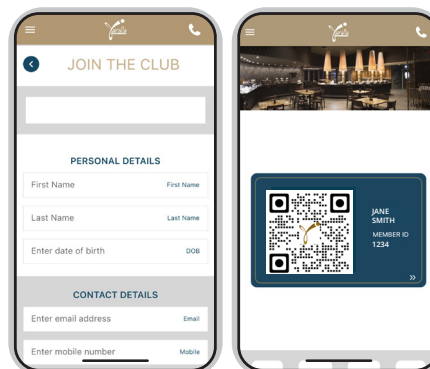 JOIN THE CLUB
PERSONAL DETAILS
First Name First Name
Last Name Last Name
Enter date of birth DOB
CONTACT DETAILS
Enter email address Email
Enter mobile number Mobile
JANE
SMITH
MEMBER ID
1234